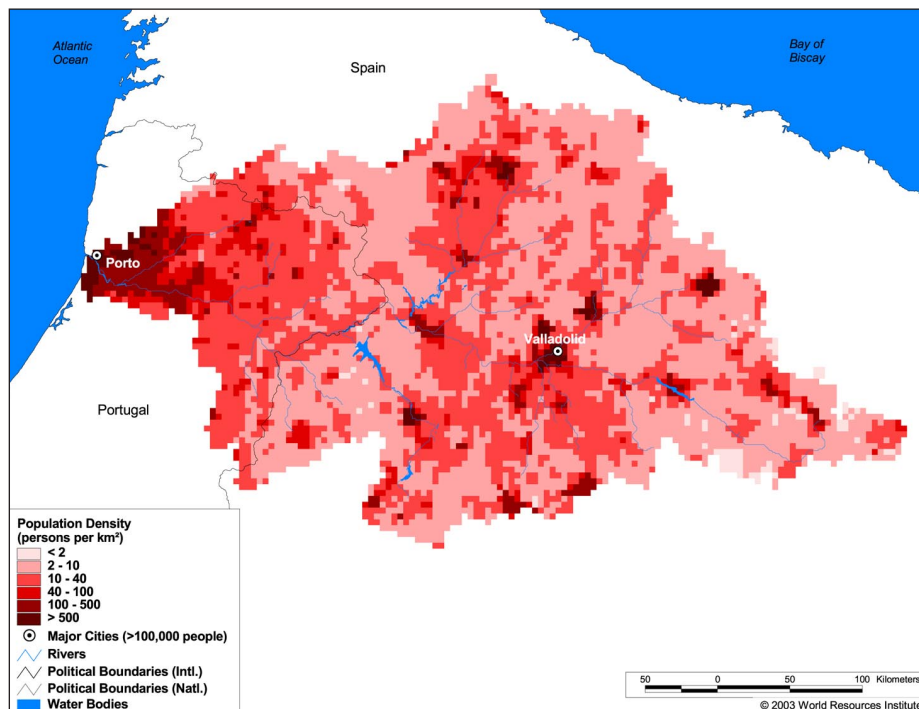 Atlantic
Ocean
Bay of
Biscay
Spain
Porto
Valladolid
Portugal
Population Density
(persons per km²)
< 2
2 - 10
10 - 40
40 - 100
100 - 500
> 500
Major Cities (>100,000 people)
Rivers
Political Boundaries (Intl.)
Political Boundaries (Natl.)
Water Bodies
50 0 50 100 Kilometers
© 2003 World Resources Institute